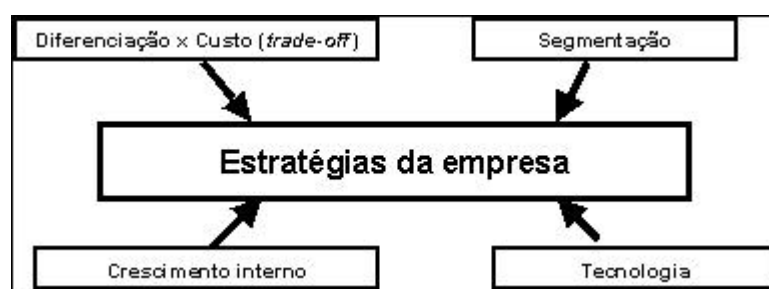 Diferenciação x Custo (trade-off)
Segmentação
Estratégias da empresa
Crescimento interno
Tecnologia